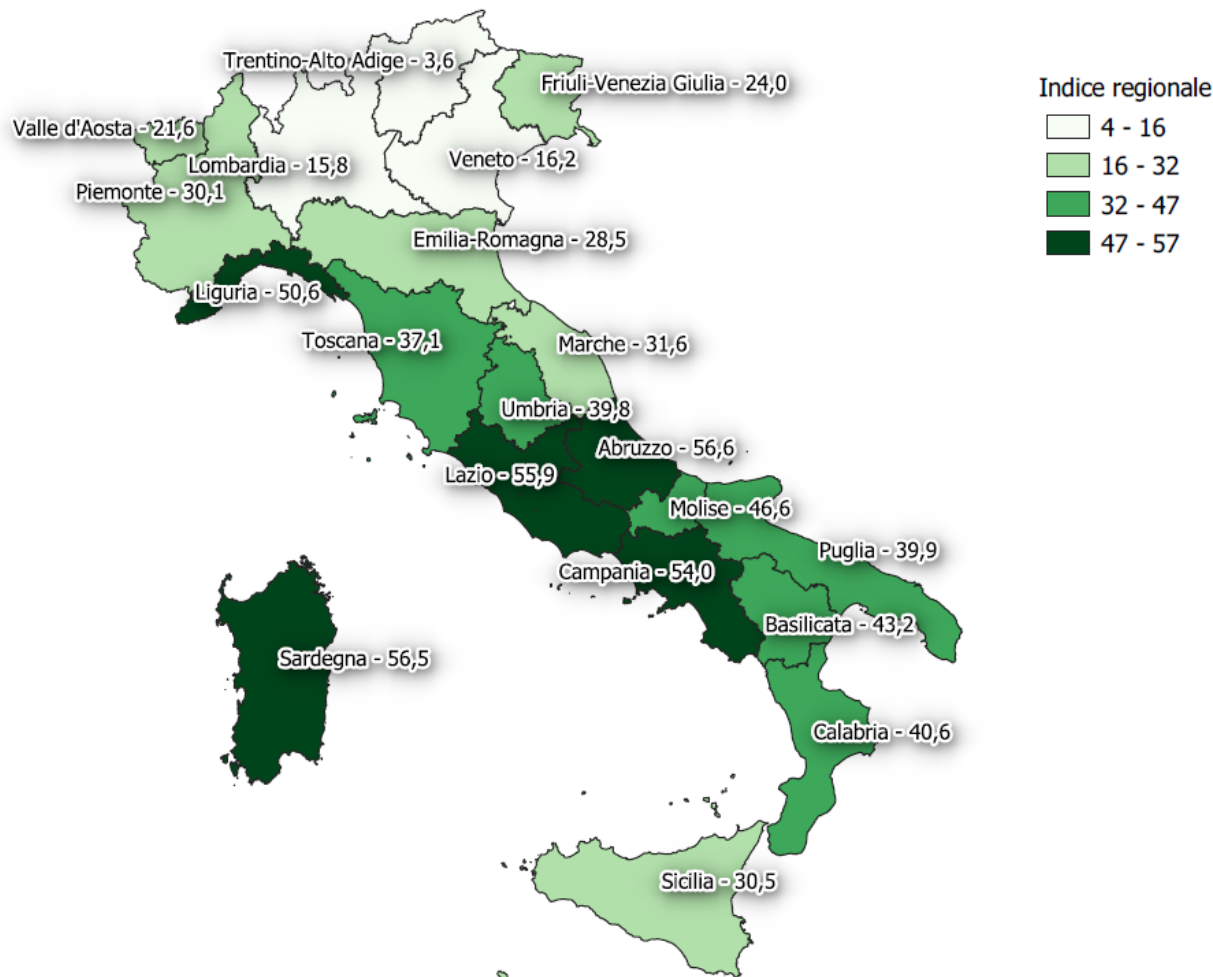 Trentino-Alto Adige - 3,6
Friuli-Venezia Giulia - 24,0
Valle d'Aosta - 21,6
Lombardia - 15,8
Veneto - 16,2
Piemonte - 30,1
Emilia-Romagna - 28,5
Liguria - 50,6
Toscana - 37,1
Marche - 31,6
Umbria - 39,8
Abruzzo - 56,6
Lazio - 55,9
Molise - 46,6
Puglia - 39,9
Campania - 54,0
Basilicata - 43,2
Sardegna - 56,5
Calabria - 40,6
Sicilia - 30,5
Indice regionale
4 - 16
16 - 32
32 - 47
47 - 57